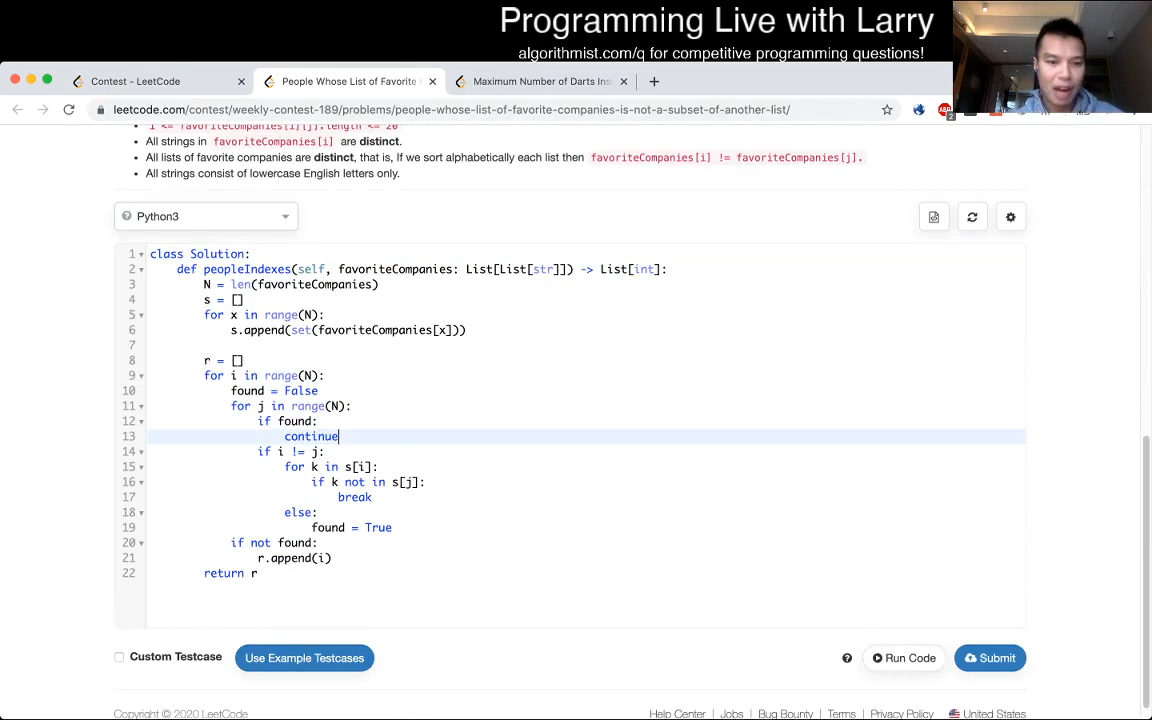 Programming Live with Larry
algorithmist.com/q for competitive programming questions!
Contest - LeetCode
People Whose List of Favorite
Maximum Number of Darts Ins
leetcode.com/contest/weekly-contest-189/problems/people-whose-list-of-favorite-companies-is-not-a-subset-of-another-list/
1 <= favoriteCompanies[i][j].length <= 20
All strings in favoriteCompanies[i] are distinct.
All lists of favorite companies are distinct, that is, If we sort alphabetically each list then favoriteCompanies[i] != favoriteCompanies[j].
All strings consist of lowercase English letters only.
Python3
1 class Solution:
2 def peopleIndexes(self, favoriteCompanies: List[List[str]]) -> List[int]:
3 N = len(favoriteCompanies)
4 s = []
5 for x in range(N):
6 s.append(set(favoriteCompanies[x]))
7
8 r = []
9 for i in range(N):
10 found = False
11 for j in range(N):
12 if found:
13 continue
14 if i != j:
15 for k in s[i]:
16 if k not in s[j]:
17 break
18 else:
19 found = True
20 if not found:
21 r.append(i)
22 return r
Custom Testcase
Use Example Testcases
Run Code
Submit
Copyright © 2020 LeetCode
Help Center | Jobs | Bug Bounty | Terms | Privacy Policy
United States